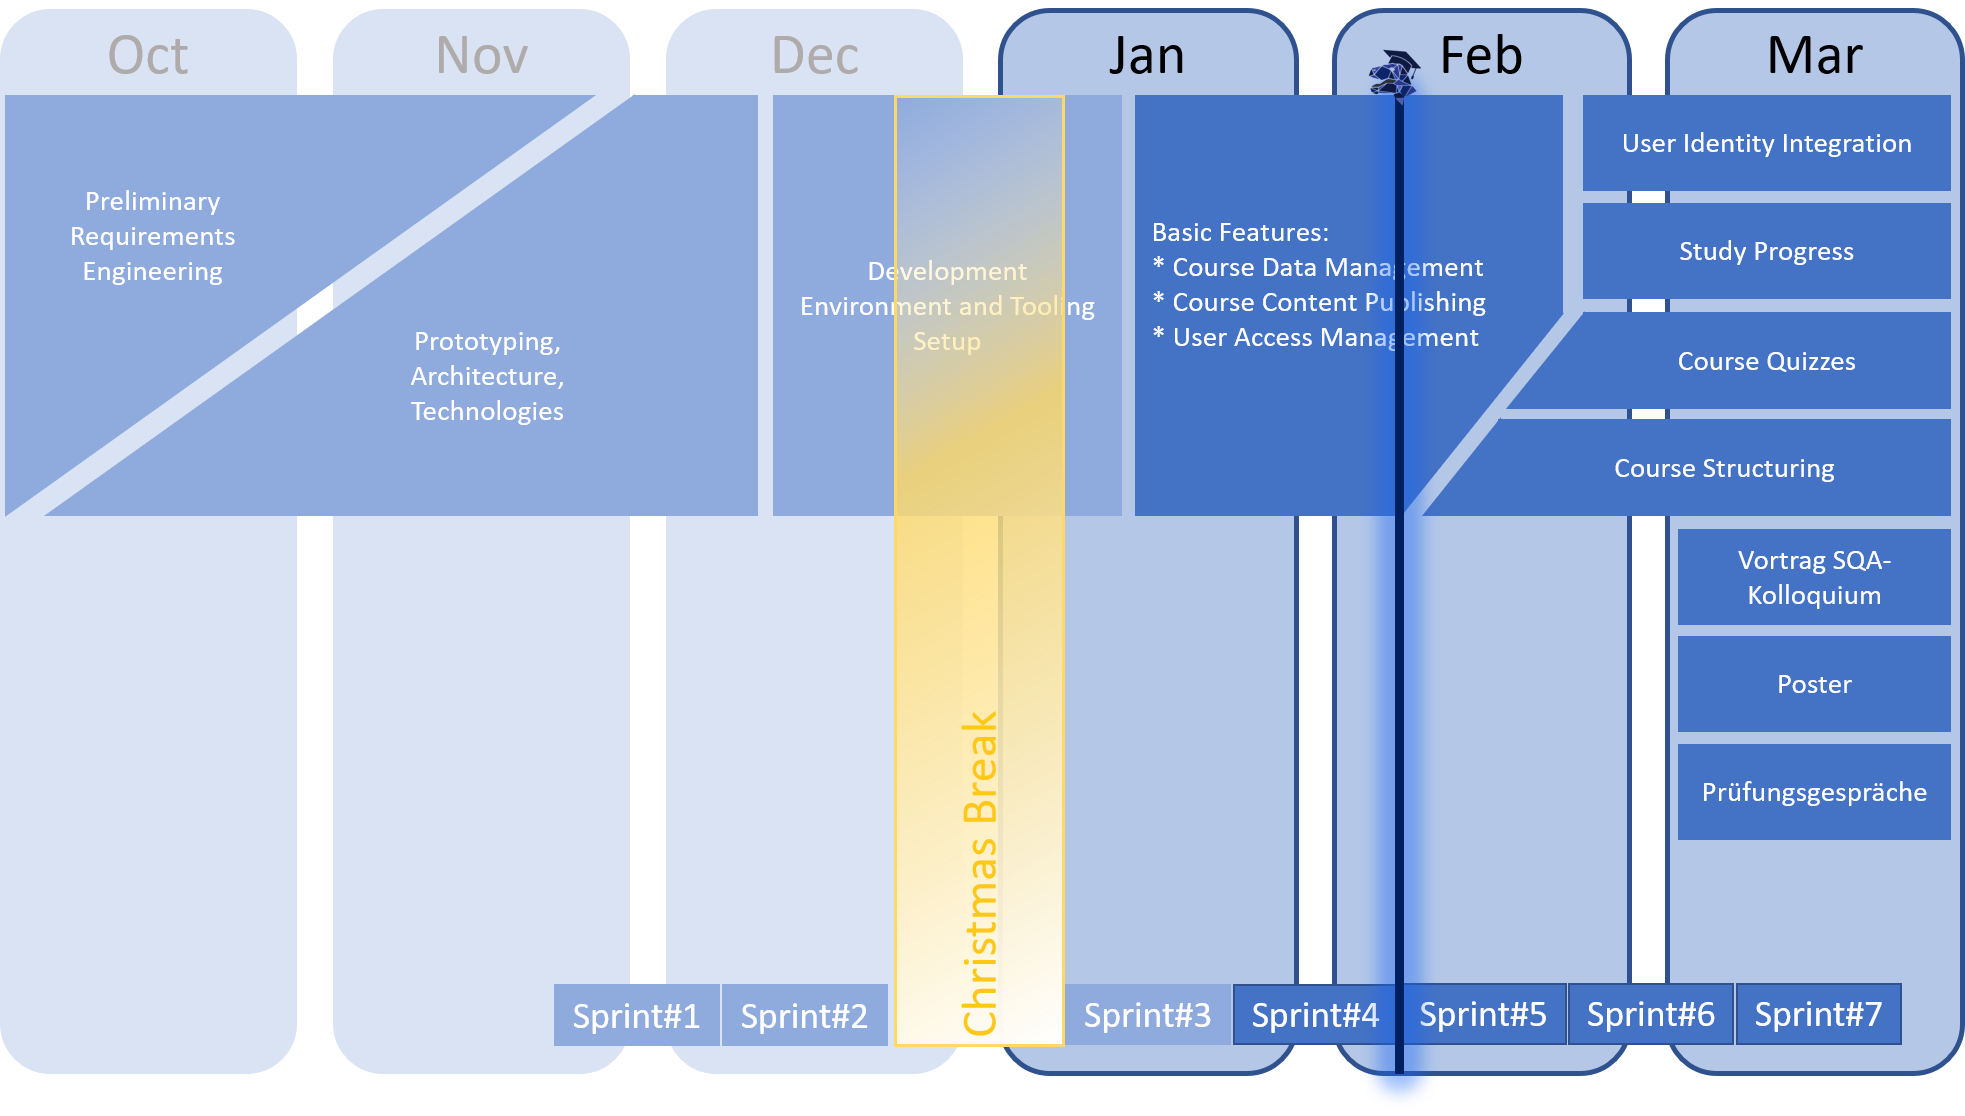 Oct
Nov
Dec
Jan
Feb
Mar
Preliminary
Requirements
Engineering
Prototyping,
Architecture,
Technologies
Development
Environment and Tooling
Setup
Basic Features:
* Course Data Management
* Course Content Publishing
* User Access Management
User Identity Integration
Study Progress
Course Quizzes
Course Structuring
Vortrag SQA-
Kolloquium
Poster
Prüfungsgespräche
Christmas Break
Sprint#1
Sprint#2
Sprint#3
Sprint#4
Sprint#5
Sprint#6
Sprint#7